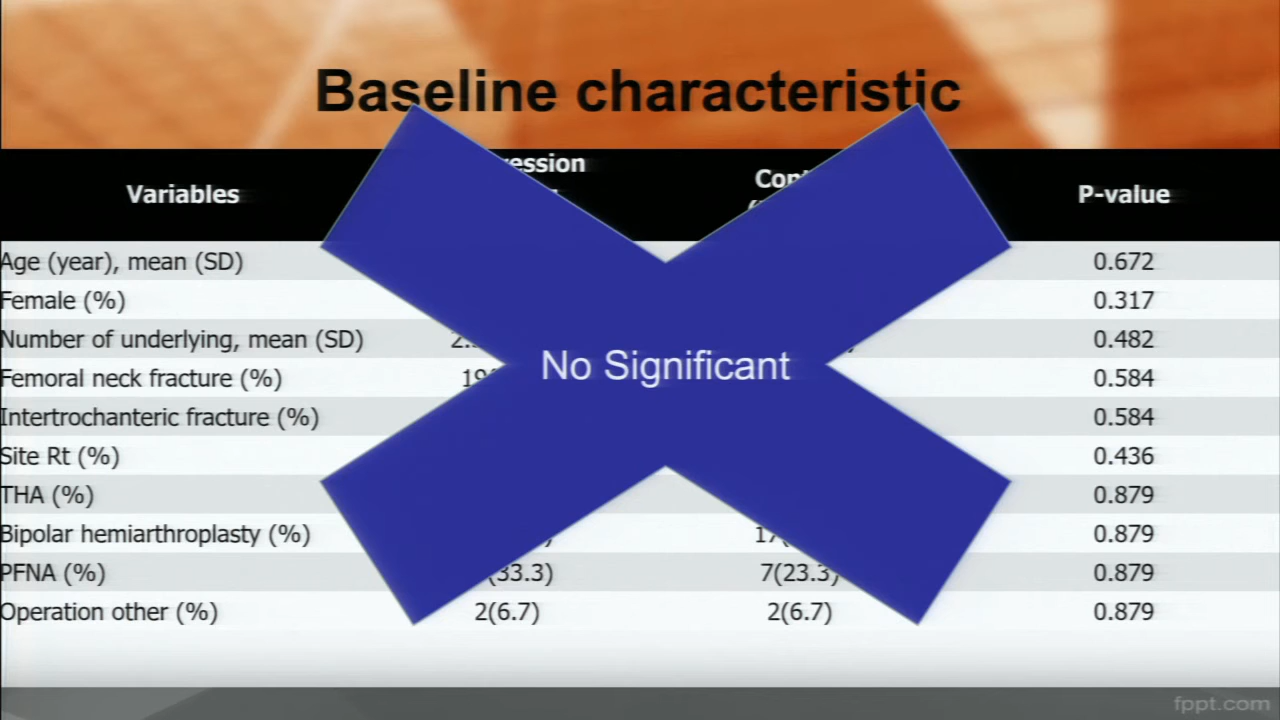 Baseline characteristic
Variables P-value
Age (year), mean (SD) 0.672
Female (%) 0.317
Number of underlying, mean (SD) 0.482
Femoral neck fracture (%) 0.584
Intertrochanteric fracture (%) 0.584
Site Rt (%) 0.436
THA (%) 0.879
Bipolar hemiarthroplasty (%) 0.879
PFNA (%) (33.3) 7(23.3) 0.879
Operation other (%) 2(6.7) 2(6.7) 0.879
No Significant
fppt.com